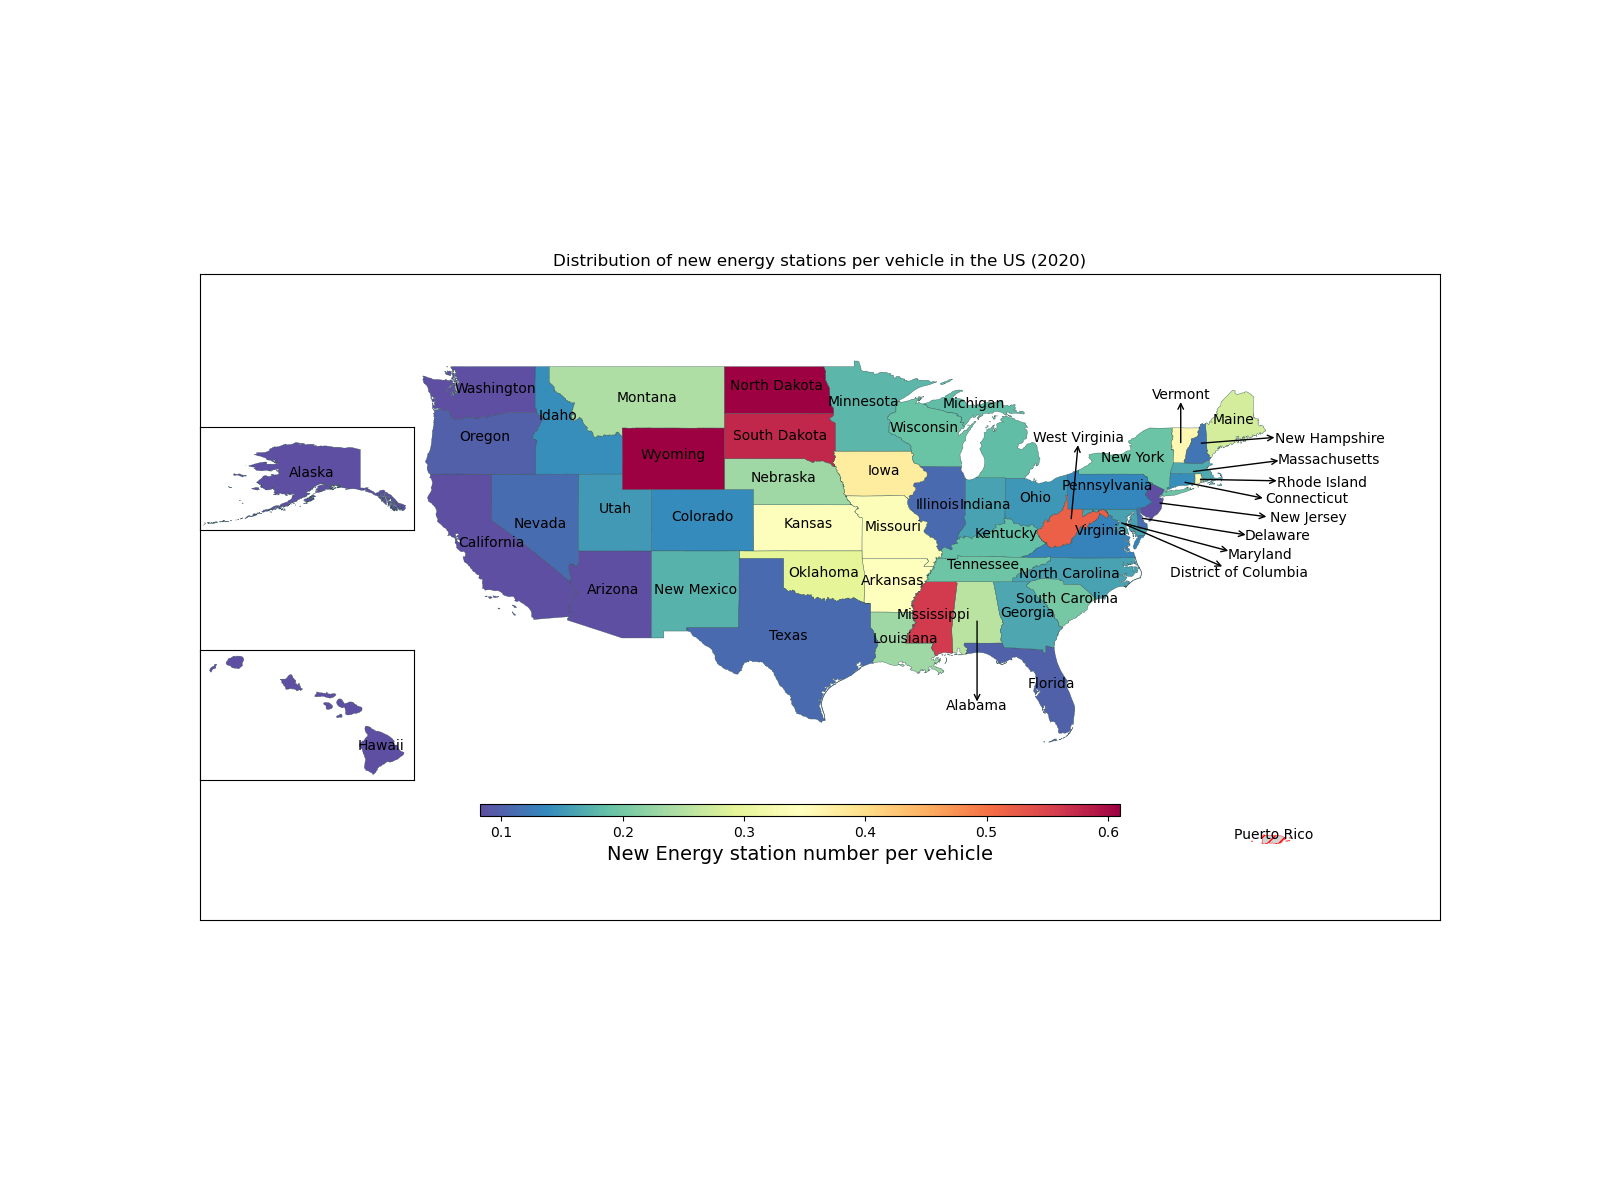 Distribution of new energy stations per vehicle in the US (2020)
Washington
Montana
North Dakota
Minnesota
Michigan
Vermont
Maine
Idaho
Oregon
South Dakota
Wisconsin
West Virginia
New Hampshire
Wyoming
New York
Massachusetts
Alaska
Iowa
Nebraska
Pennsylvania
Rhode Island
Ohio
Connecticut
Utah
Illinois
Indiana
Colorado
New Jersey
Nevada
Kansas
Missouri
Kentucky
Virginia
Delaware
California
Maryland
Tennessee
North Carolina
District of Columbia
Oklahoma
Arkansas
Arizona
New Mexico
South Carolina
Mississippi
Georgia
Texas
Louisiana
Florida
Alabama
Hawaii
0.1 0.2 0.3 0.4 0.5 0.6
New Energy station number per vehicle
Puerto Rico